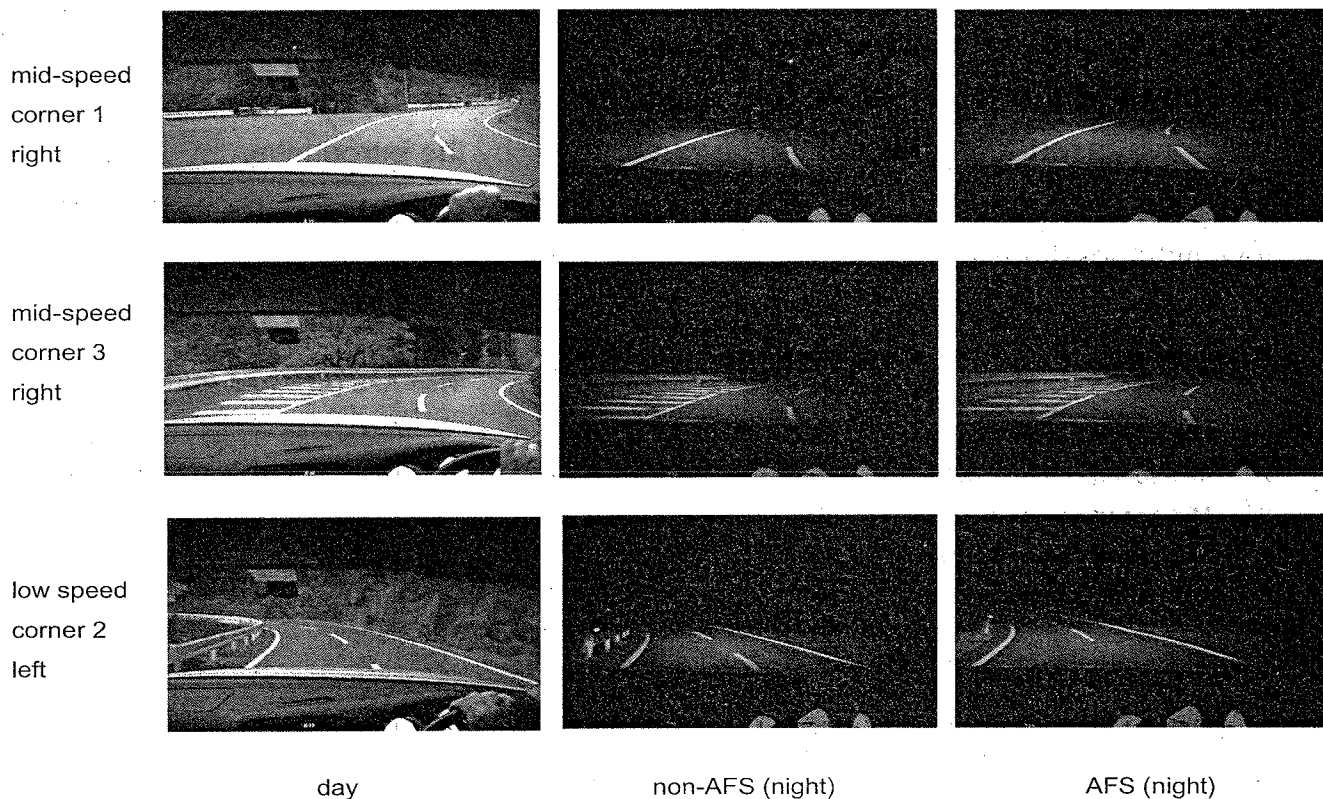 mid-speed
corner 1
right
mid-speed
corner 3
right
low speed
corner 2
left
day
non-AFS (night)
AFS (night)